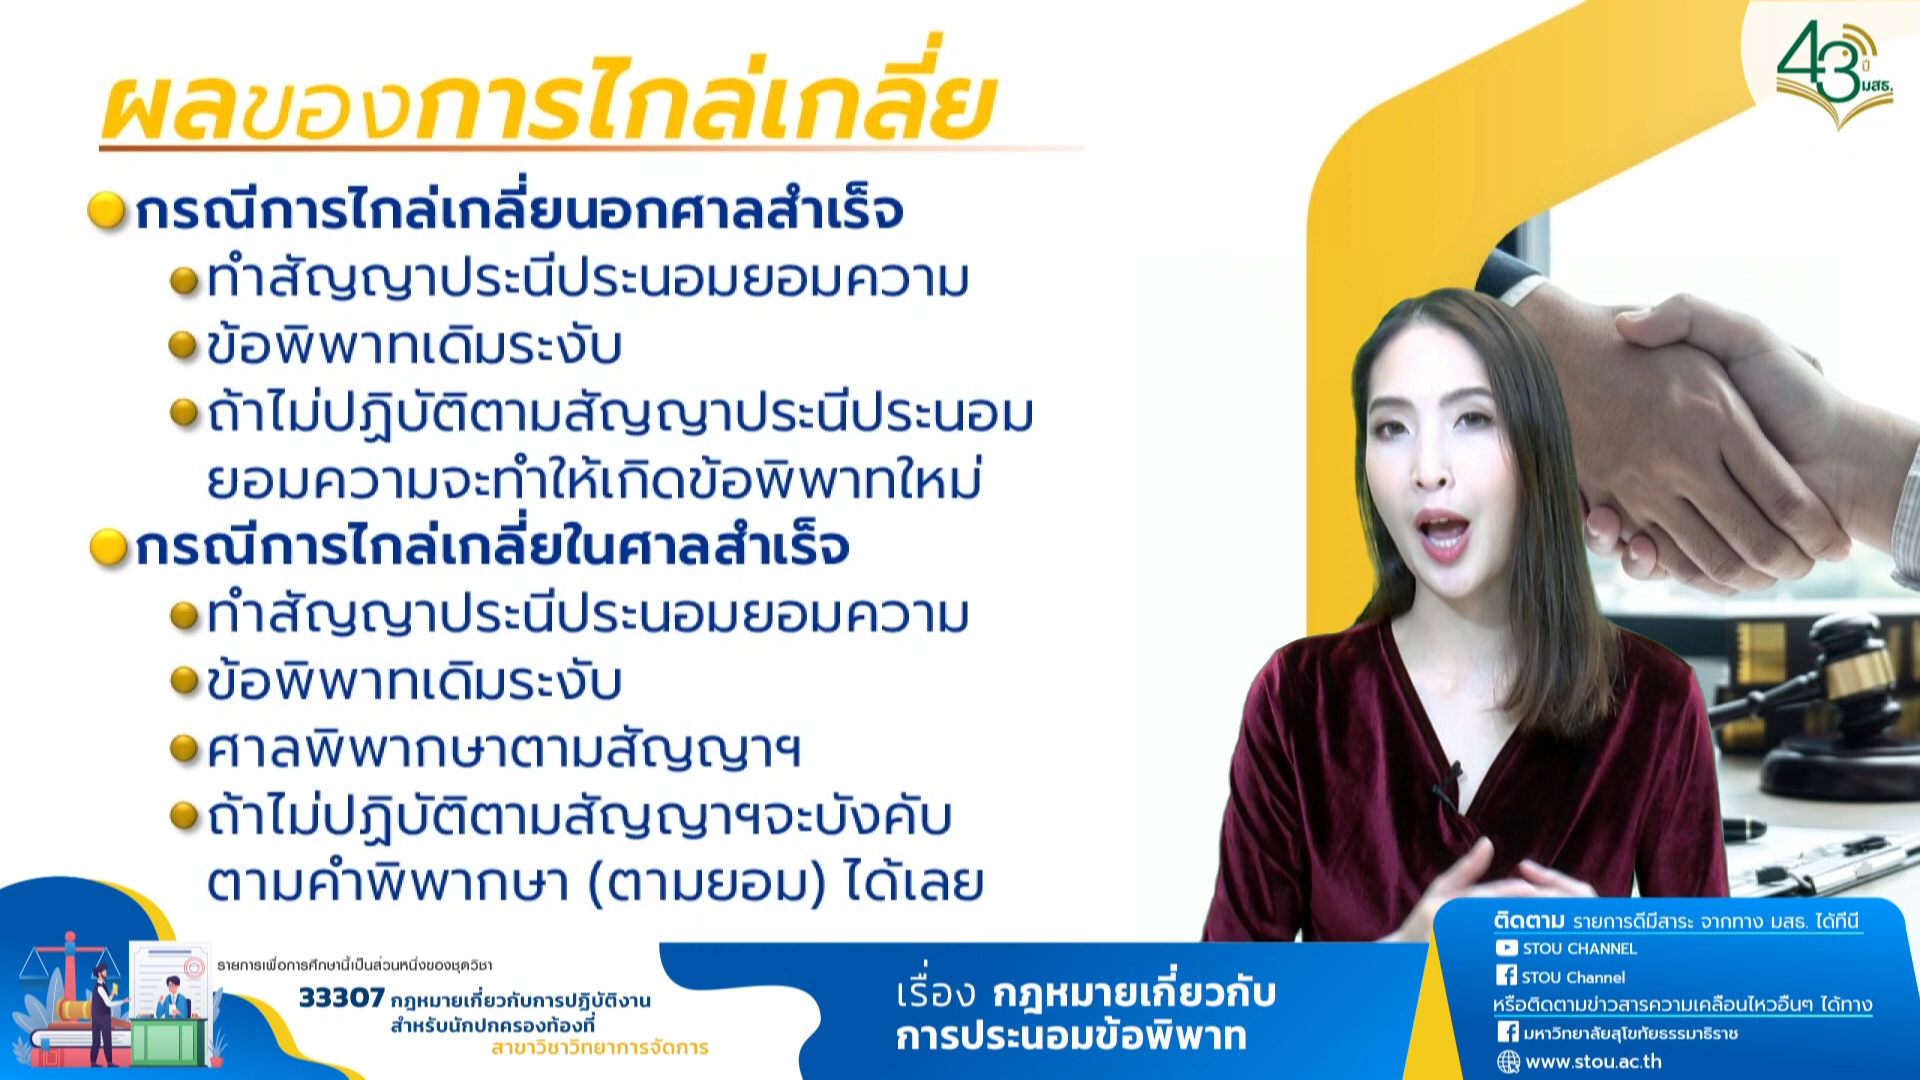 ผลของการไกล่เกลี่ย
กรณีการไกล่เกลี่ยนอกศาลสำเร็จ
ทำสัญญาประนีประนอมยอมความ
ข้อพิพาทเดิมระงับ
ถ้าไม่ปฏิบัติตามสัญญาประนีประนอม
ยอมความจะทำให้เกิดข้อพิพาทใหม่
กรณีการไกล่เกลี่ยในศาลสำเร็จ
ทำสัญญาประนีประนอมยอมความ
ข้อพิพาทเดิมระงับ
ศาลพิพากษาตามสัญญาฯ
ถ้าไม่ปฏิบัติตามสัญญาฯจะบังคับ
ตามคำพิพากษา (ตามยอม) ได้เลย
43 ปี มสธ.
รายการเพื่อการศึกษานี้เป็นส่วนหนึ่งของชุดวิชา
33307 กฎหมายเกี่ยวกับการปฏิบัติงาน
สำหรับนักปกครองท้องที่
สาขาวิชาวิทยาการจัดการ
เรื่อง กฎหมายเกี่ยวกับ
การประนอมข้อพิพาท
ติดตาม รายการดีมีสาระ จากทาง มสธ. ได้ที่นี่
STOU CHANNEL
STOU Channel
หรือติดตามข่าวสารความเคลื่อนไหวอื่นๆ ได้ทาง
มหาวิทยาลัยสุโขทัยธรรมาธิราช
www.stou.ac.th